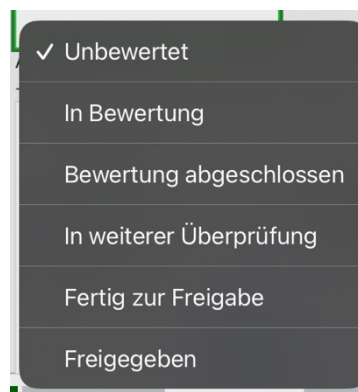 Unbewertet
In Bewertung
Bewertung abgeschlossen
In weiterer Überprüfung
Fertig zur Freigabe
Freigegeben